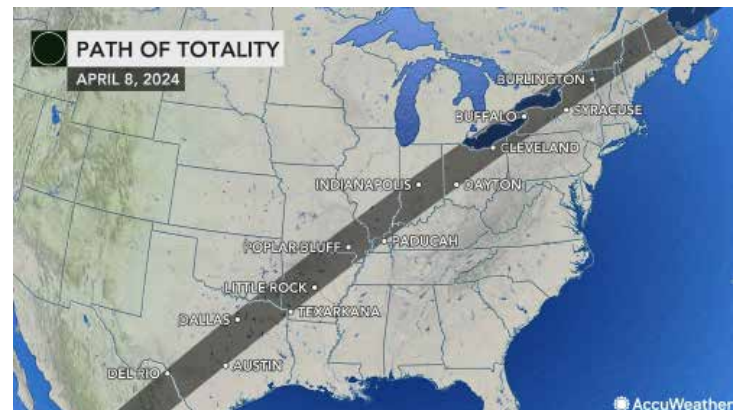 PATH OF TOTALITY
APRIL 8, 2024
BURLINGTON
BUFFALO
SYRACUSE
CLEVELAND
INDIANAPOLIS
DAYTON
POPLAR BLUFF
PADUCAH
LITTLE ROCK
TEXARKANA
DALLAS
DEL RIO
AUSTIN
AccuWeather